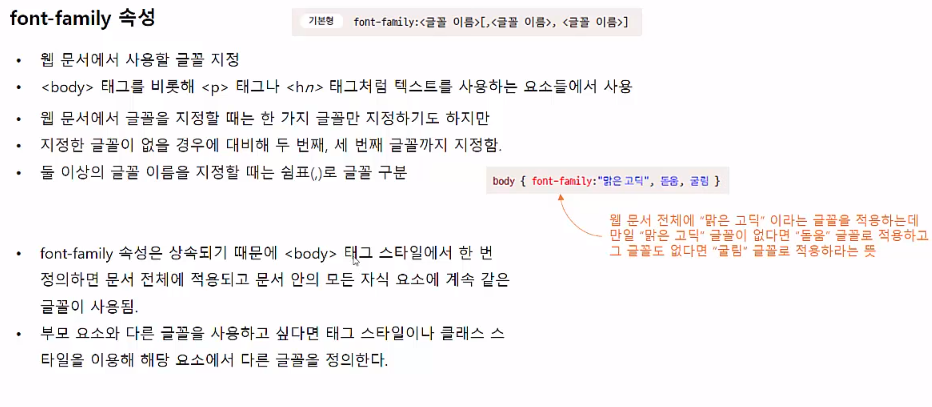 font-family 속성
기본형 font-family:<글꼴 이름>[,<글꼴 이름>, <글꼴 이름>]
• 웹 문서에서 사용할 글꼴 지정
• <body> 태그를 비롯해 <p> 태그나 <hn> 태그처럼 텍스트를 사용하는 요소들에서 사용
• 웹 문서에서 글꼴을 지정할 때는 한 가지 글꼴만 지정하기도 하지만
• 지정한 글꼴이 없을 경우에 대비해 두 번째, 세 번째 글꼴까지 지정함.
• 둘 이상의 글꼴 이름을 지정할 때는 쉼표(,)로 글꼴 구분
body { font-family:"맑은 고딕", 돋움, 굴림 }
웹 문서 전체에 "맑은 고딕" 이라는 글꼴을 적용하는데
만일 "맑은 고딕" 글꼴이 없다면 "돌움" 글꼴로 적용하고
그 글꼴도 없다면 "굴림" 글꼴로 적용하라는 뜻
• font-family 속성은 상속되기 때문에 <body> 태그 스타일에서 한 번
정의하면 문서 전체에 적용되고 문서 안의 모든 자식 요소에 계속 같은
글꼴이 사용됨.
• 부모 요소와 다른 글꼴을 사용하고 싶다면 태그 스타일이나 클래스 스
타일을 이용해 해당 요소에서 다른 글꼴을 정의한다.